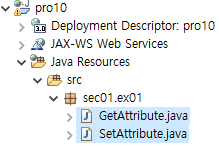 pro10
Deployment Descriptor: pro10
JAX-WS Web Services
Java Resources
src
sec01.ex01
GetAttribute.java
SetAttribute.java